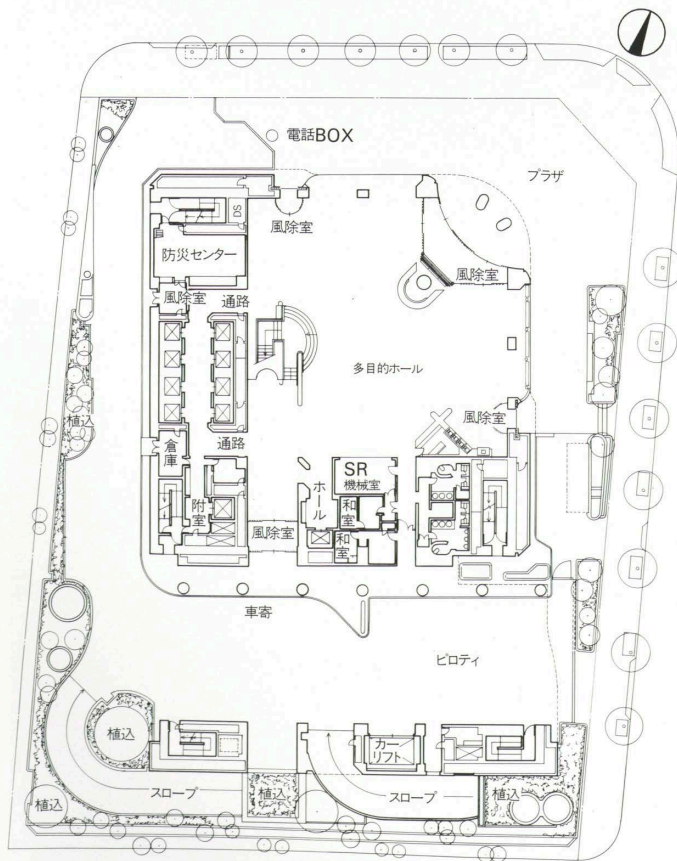 電話BOX
プラザ
DS
風除室
防災センター
風除室
風除室
通路
多目的ホール
植込
風除室
倉庫
通路
SR
機械室
ホール
附室
和室
風除室
和室
車寄
ピロティ
植込
カーリフト
スロープ
植込
スロープ
植込
植込